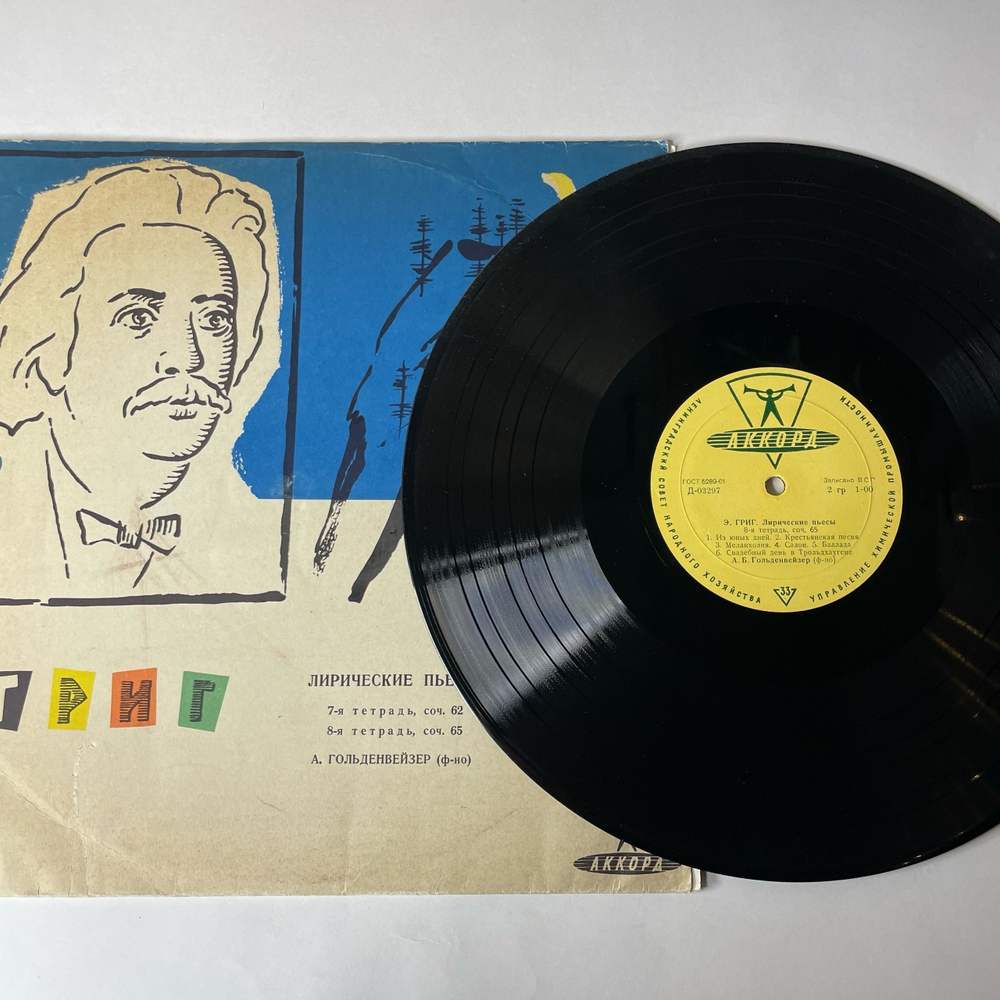 ГРИГ
ЛИРИЧЕСКИЕ
7-я тетрадь, соч. 62
8-я тетрадь, соч. 65
А. ГОЛЬДЕНВЕЙЗЕР (ф-но)
АККОРД
ЛЕНИНГРАДСКИЙ СОВЕТ НАРОДНОГО ХОЗЯЙСТВА
УПРАВЛЕНИЕ ХИМИЧЕСКОЙ ПРОМЫШЛЕННОСТИ
АККОРД
ГОСТ 5289-61
Записано В.С.Г
Д-03297
2 гр 1-00
Э. ГРИГ. Лирические пьесы
8-я тетрадь, соч. 65
1. Из юных дней. 2. Крестьянская песня
3. Меланхолия. 4. Салон. 5. Баллада
6. Свадебный день в Трольдхаугене
А. Б. Гольденвейзер (ф-но)
33